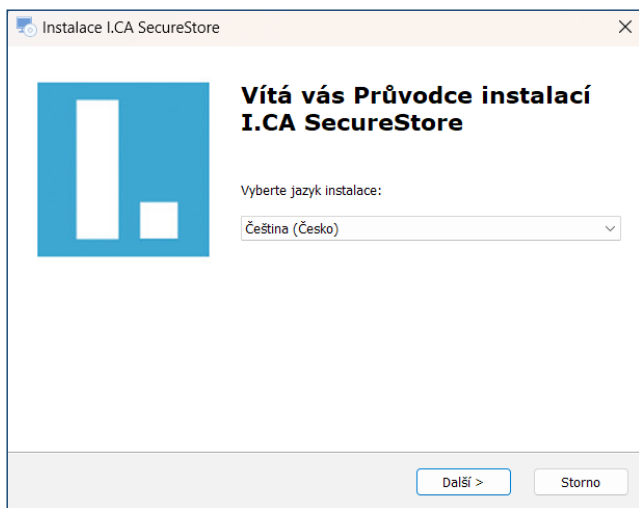 Instalace I.CA SecureStore
Vítá vás Průvodce instalací
I.CA SecureStore
Vyberte jazyk instalace:
Čeština (Česko)
Další >
Storno